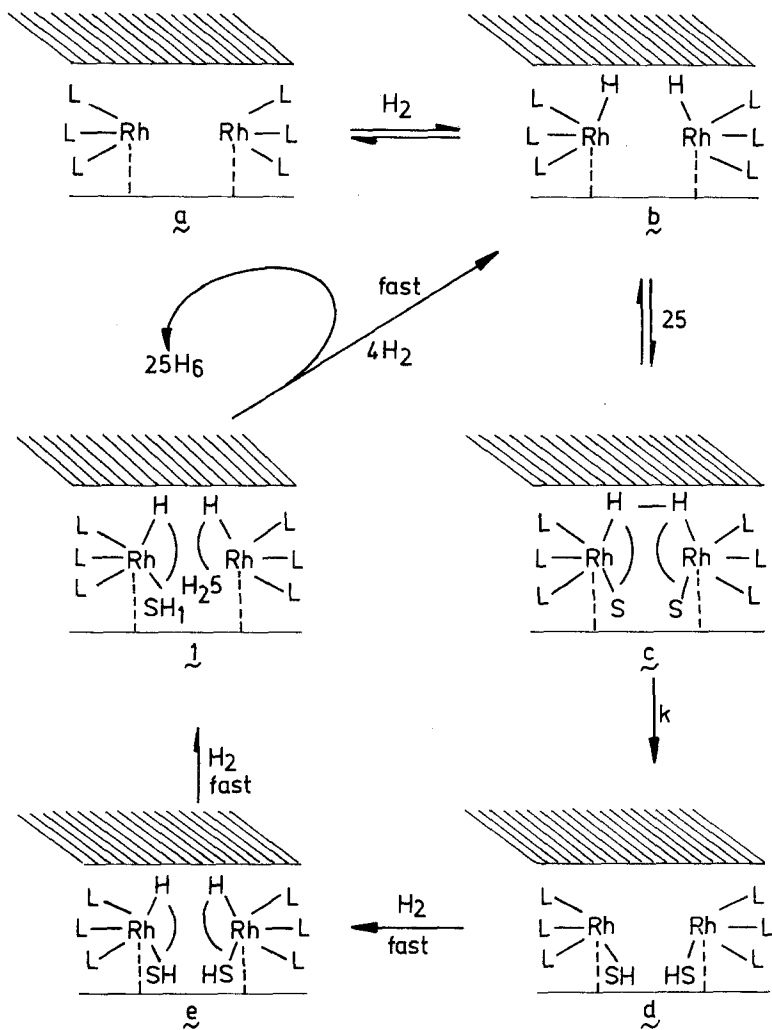 L L
L Rh Rh L
L L
a
H2
H H
L L
L Rh Rh L
L L
b
fast
4H2
25H6
25
H H
L L
L Rh Rh L
L L
H25
SH1
1
H — H
L L
L Rh Rh L
L L
S S
c
H2
fast
k
H H
L L
L Rh Rh L
L L
SH HS
e
H2
fast
L L
L Rh Rh L
L L
SH HS
d